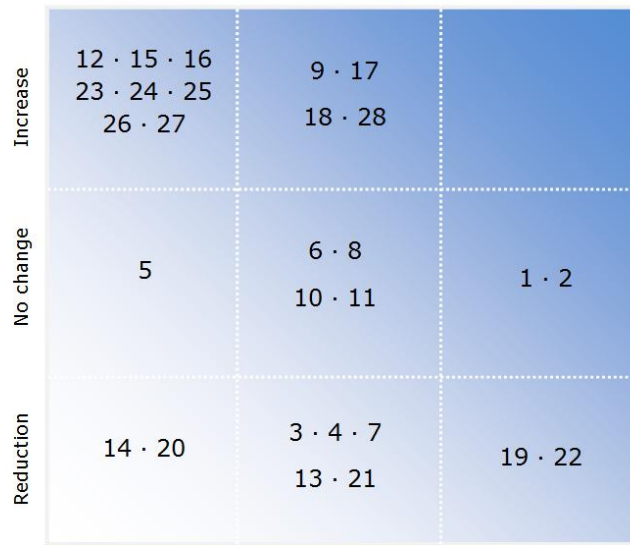 Increase
12 · 15 · 16
23 · 24 · 25
26 · 27
9 · 17
18 · 28
No change
5
6 · 8
10 · 11
1 · 2
Reduction
14 · 20
3 · 4 · 7
13 · 21
19 · 22